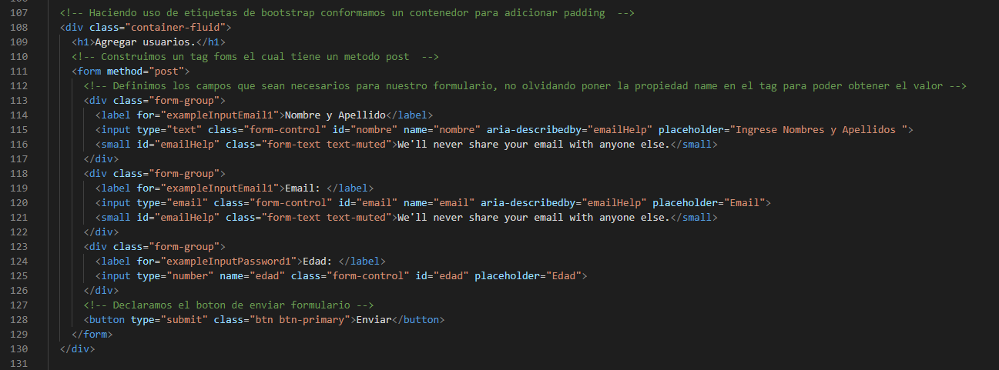 107 <!-- Haciendo uso de etiquetas de bootstrap conformamos un contenedor para adicionar padding  -->
108 <div class="container-fluid">
109   <h1>Agregar usuarios.</h1>
110   <!-- Construimos un tag foms el cual tiene un metodo post  -->
111   <form method="post">
112     <!-- Definimos los campos que sean necesarios para nuestro formulario, no olvidando poner la propiedad name en el tag para poder obtener el valor -->
113     <div class="form-group">
114       <label for="exampleInputEmail1">Nombre y Apellido</label>
115       <input type="text" class="form-control" id="nombre" name="nombre" aria-describedby="emailHelp" placeholder="Ingrese Nombres y Apellidos ">
116       <small id="emailHelp" class="form-text text-muted">We'll never share your email with anyone else.</small>
117     </div>
118     <div class="form-group">
119       <label for="exampleInputEmail1">Email: </label>
120       <input type="email" class="form-control" id="email" name="email" aria-describedby="emailHelp" placeholder="Email">
121       <small id="emailHelp" class="form-text text-muted">We'll never share your email with anyone else.</small>
122     </div>
123     <div class="form-group">
124       <label for="exampleInputPassword1">Edad: </label>
125       <input type="number" name="edad" class="form-control" id="edad" placeholder="Edad">
126     </div>
127     <!-- Declaramos el boton de enviar formulario -->
128     <button type="submit" class="btn btn-primary">Enviar</button>
129   </form>
130 </div>
131